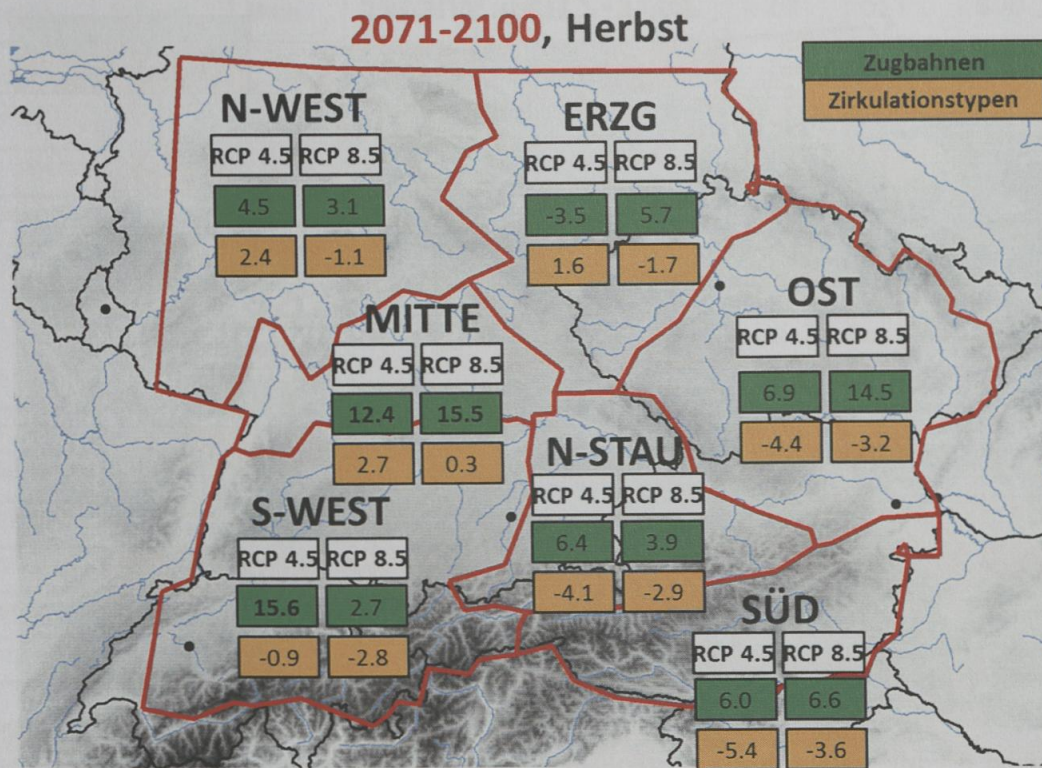 2071-2100, Herbst
Zugbahnen
Zirkulationstypen
N-WEST
RCP 4.5 RCP 8.5
4.5 3.1
2.4 -1.1
ERZG
RCP 4.5 RCP 8.5
-3.5 5.7
1.6 -1.7
OST
RCP 4.5 RCP 8.5
6.9 14.5
-4.4 -3.2
MITTE
RCP 4.5 RCP 8.5
12.4 15.5
2.7 0.3
N-STAU
RCP 4.5 RCP 8.5
6.4 3.9
-4.1 -2.9
S-WEST
RCP 4.5 RCP 8.5
15.6 2.7
-0.9 -2.8
SÜD
RCP 4.5 RCP 8.5
6.0 6.6
-5.4 -3.6